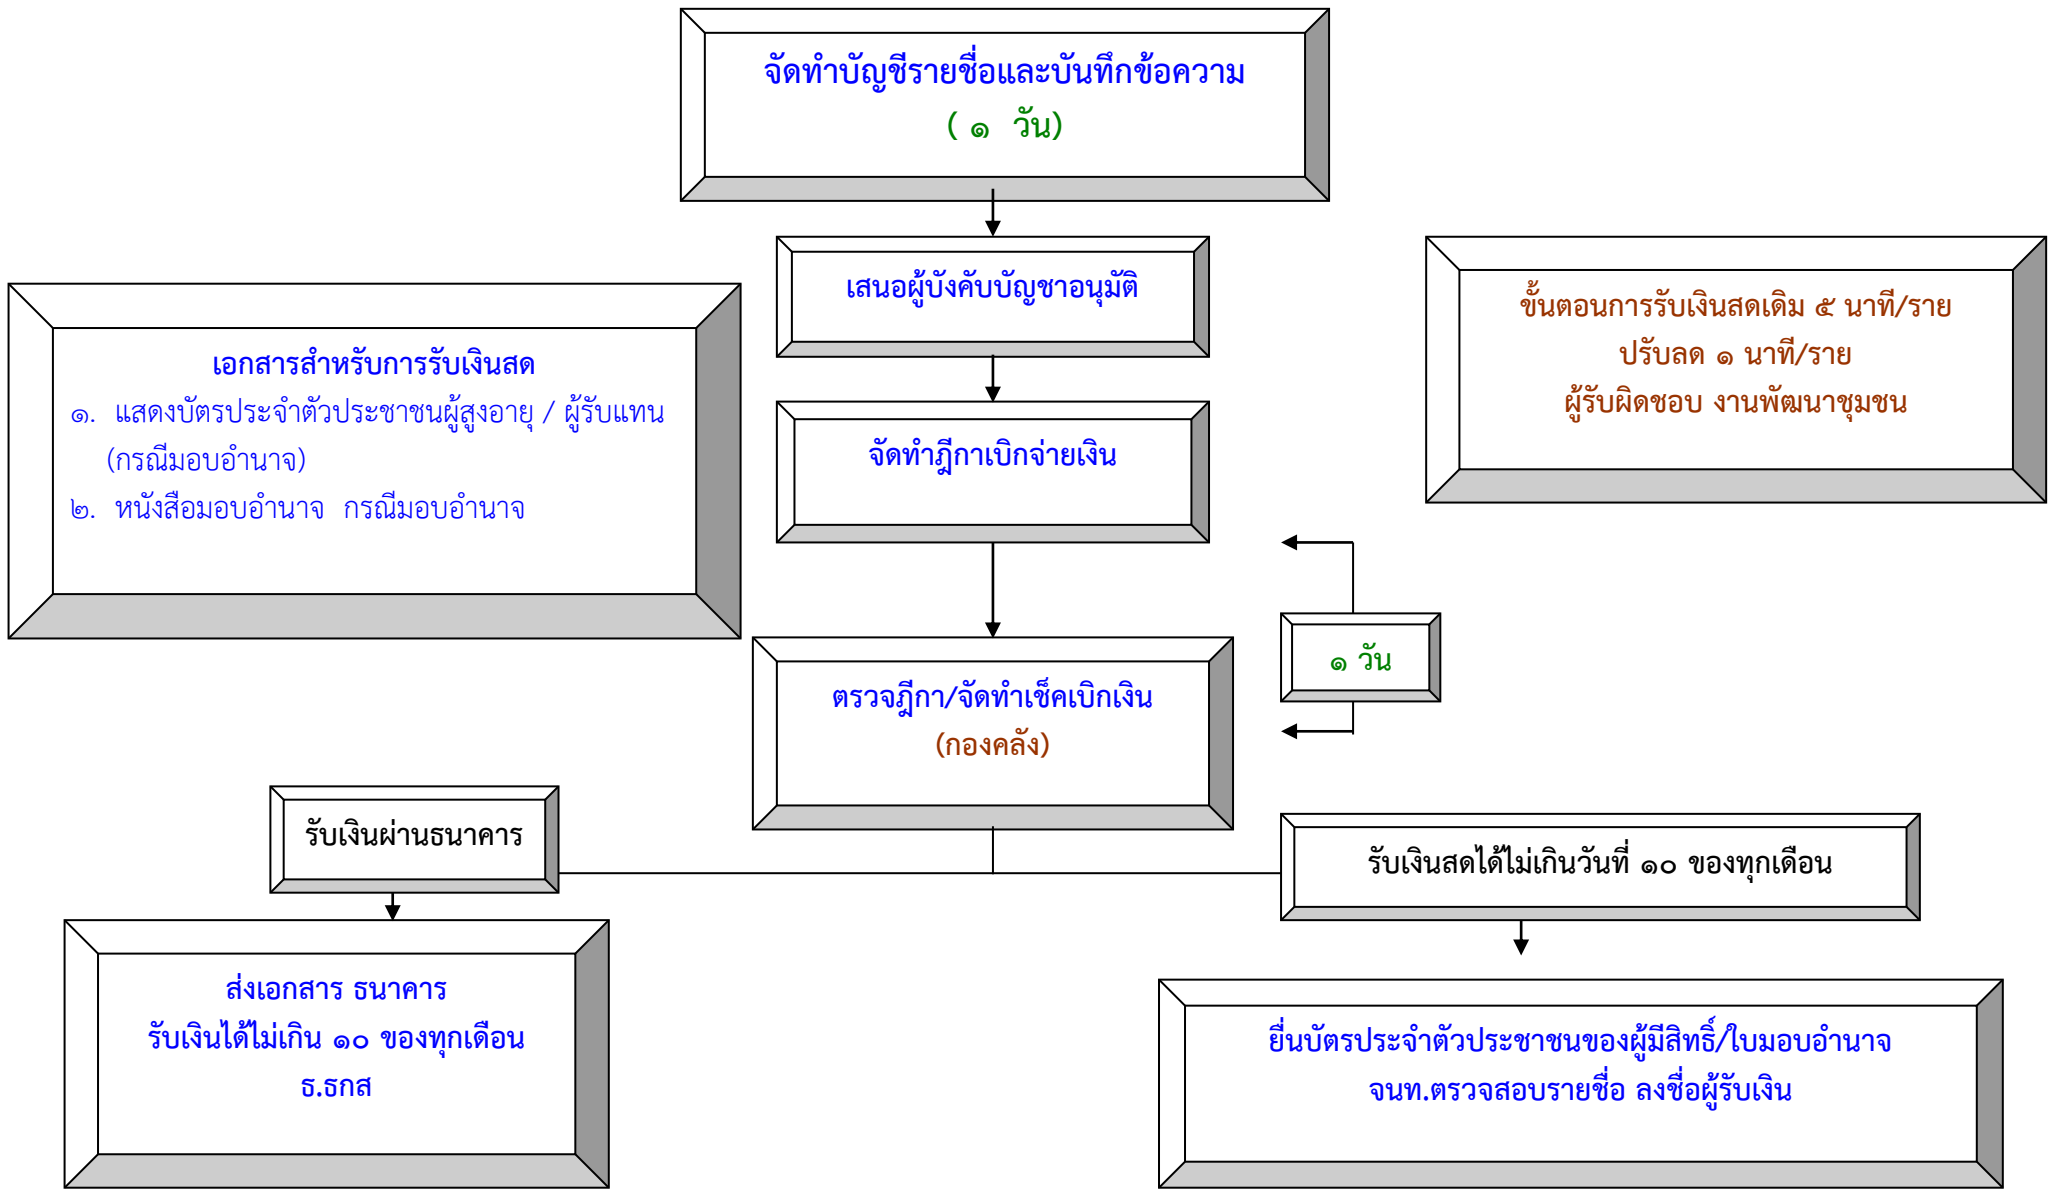 จัดทำบัญชีรายชื่อและบันทึกข้อความ
( ๑  วัน)
เสนอผู้บังคับบัญชาอนุมัติ
เอกสารสำหรับการรับเงินสด
๑.  แสดงบัตรประจำตัวประชาชนผู้สูงอายุ / ผู้รับแทน
(กรณีมอบอำนาจ)
๒.  หนังสือมอบอำนาจ  กรณีมอบอำนาจ
ขั้นตอนการรับเงินสดเดิม ๕ นาที/ราย
ปรับลด ๑ นาที/ราย
ผู้รับผิดชอบ งานพัฒนาชุมชน
จัดทำฎีกาเบิกจ่ายเงิน
๑ วัน
ตรวจฎีกา/จัดทำเช็คเบิกเงิน
(กองคลัง)
รับเงินผ่านธนาคาร
รับเงินสดได้ไม่เกินวันที่ ๑๐ ของทุกเดือน
ส่งเอกสาร ธนาคาร
รับเงินได้ไม่เกิน ๑๐ ของทุกเดือน
ธ.ธกส
ยื่นบัตรประจำตัวประชาชนของผู้มีสิทธิ์/ใบมอบอำนาจ
จนท.ตรวจสอบรายชื่อ ลงชื่อผู้รับเงิน